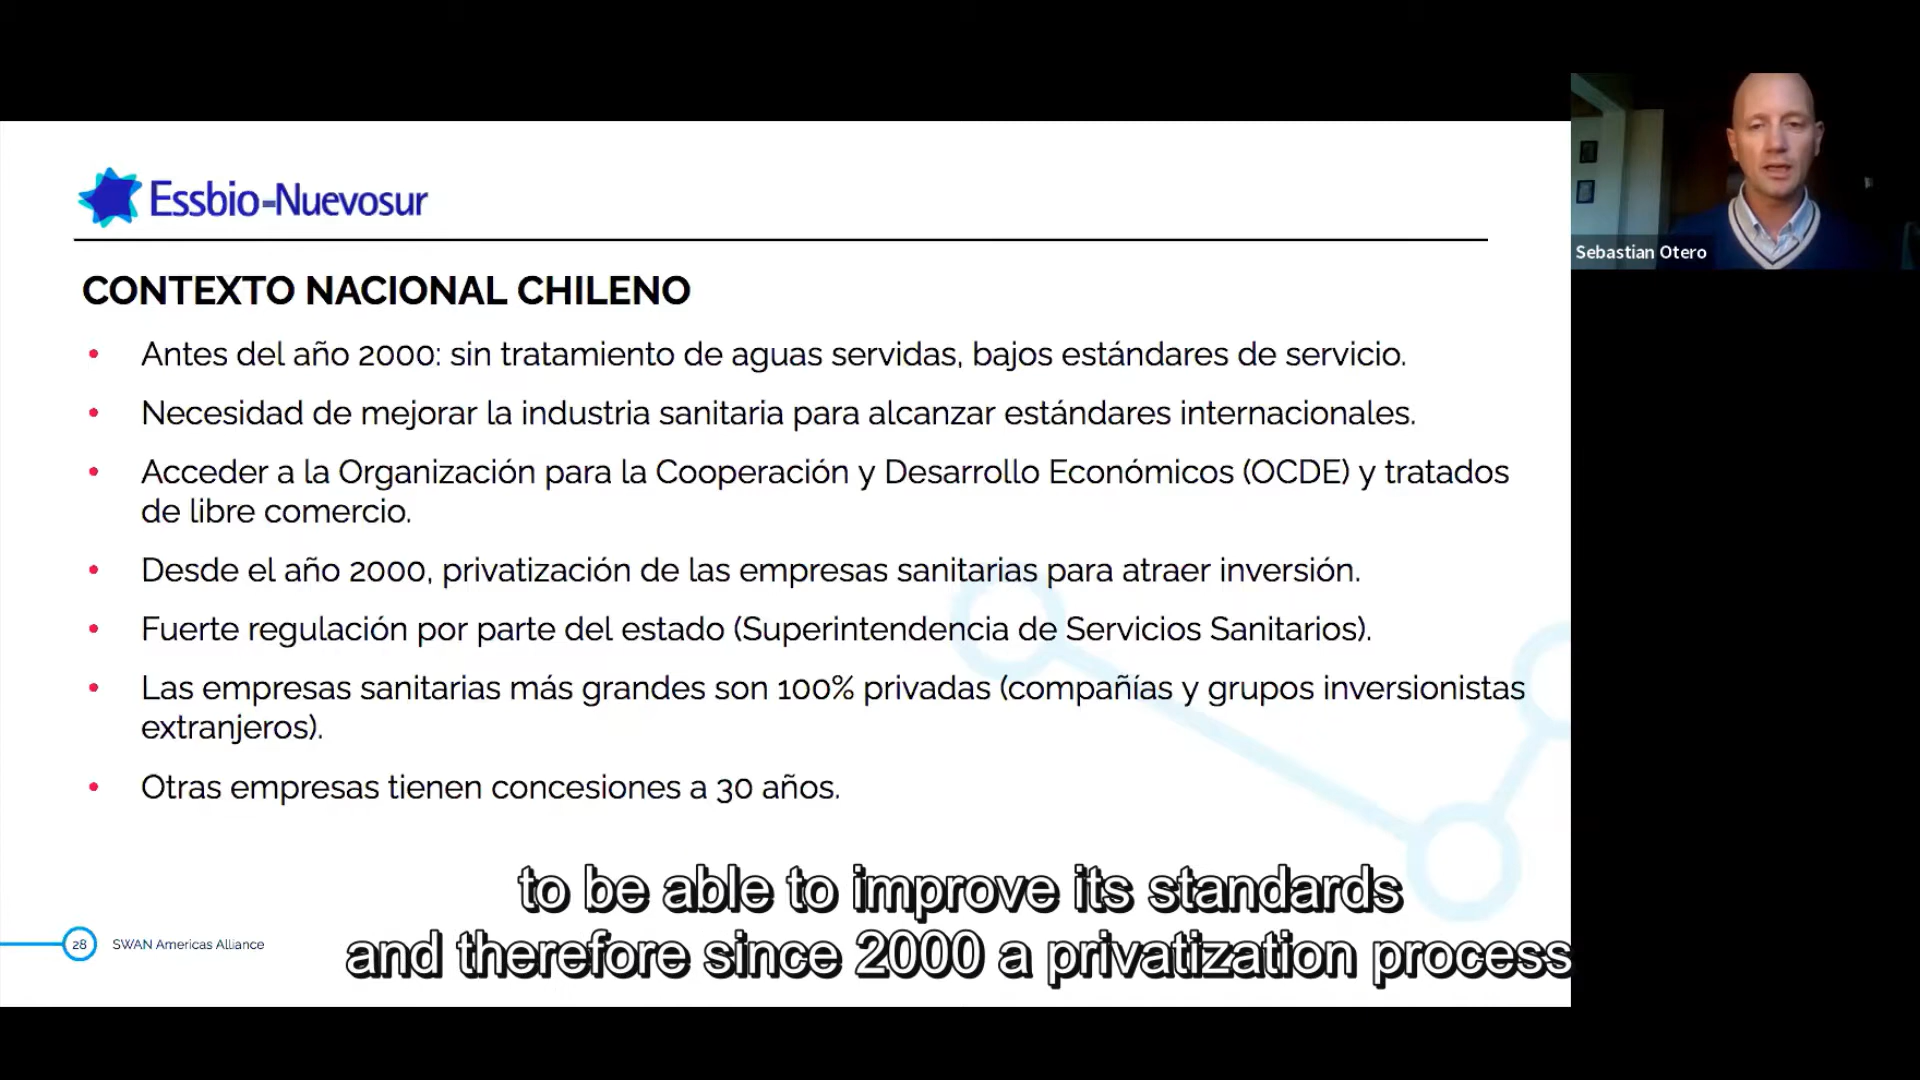 Essbio-Nuevosur
CONTEXTO NACIONAL CHILENO
• Antes del año 2000: sin tratamiento de aguas servidas, bajos estándares de servicio.
• Necesidad de mejorar la industria sanitaria para alcanzar estándares internacionales.
• Acceder a la Organización para la Cooperación y Desarrollo Económicos (OCDE) y tratados
de libre comercio.
• Desde el año 2000, privatización de las empresas sanitarias para atraer inversión.
• Fuerte regulación por parte del estado (Superintendencia de Servicios Sanitarios).
• Las empresas sanitarias más grandes son 100% privadas (compañías y grupos inversionistas
extranjeros).
• Otras empresas tienen concesiones a 30 años.
28 SWAN Americas Alliance
to be able to improve its standards
and therefore since 2000 a privatization process
Sebastian Otero